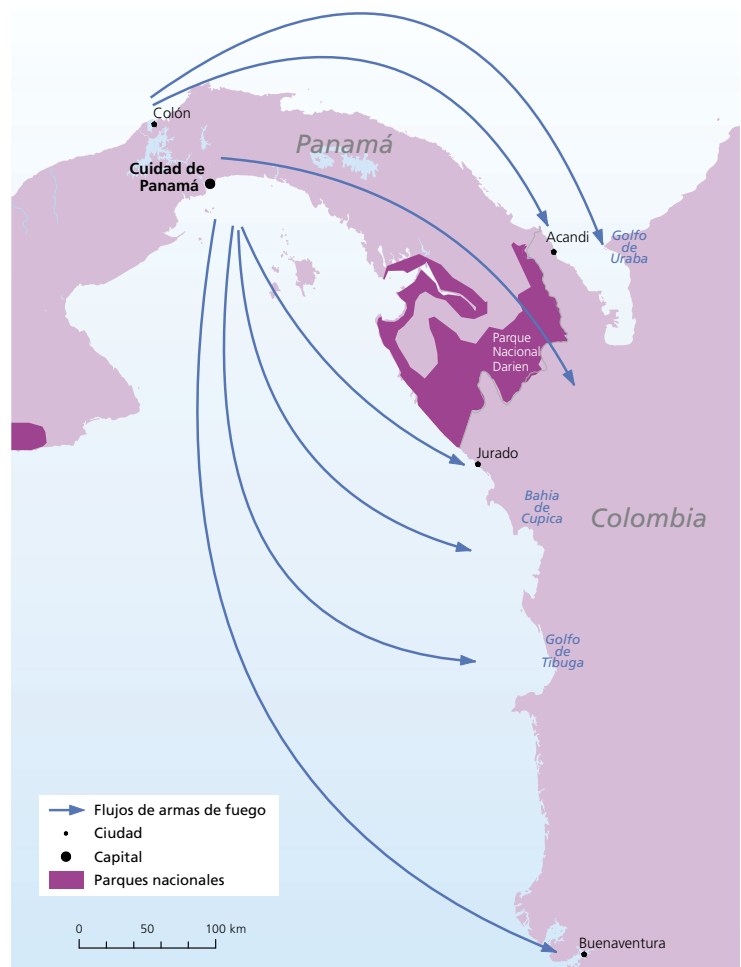 Colón
Panamá
Cuidad de
Panamá
Acandi
Golfo
de
Uraba
Parque
Nacional
Darien
Jurado
Bahia
de
Cupica
Colombia
Golfo
de
Tibuga
Flujos de armas de fuego
Ciudad
Capital
Parques nacionales
0 50 100 km
Buenaventura